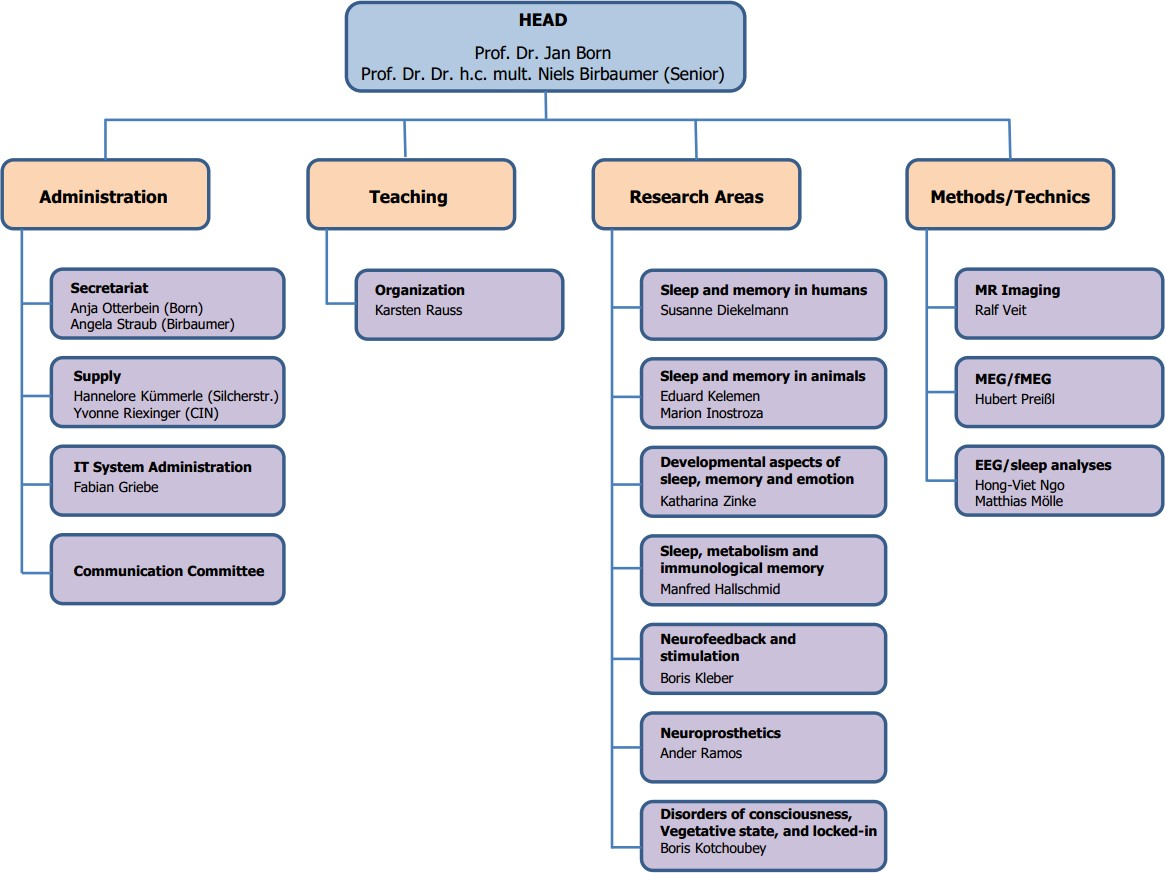 HEAD
Prof. Dr. Jan Born
Prof. Dr. Dr. h.c. mult. Niels Birbaumer (Senior)
Administration
Secretariat
Anja Otterbein (Born)
Angela Straub (Birbaumer)
Supply
Hannelore Kümmerle (Silcherstr.)
Yvonne Riexinger (CIN)
IT System Administration
Fabian Griebe
Communication Committee
Teaching
Organization
Karsten Rauss
Research Areas
Sleep and memory in humans
Susanne Diekelmann
Sleep and memory in animals
Eduard Kelemen
Marion Inostroza
Developmental aspects of
sleep, memory and emotion
Katharina Zinke
Sleep, metabolism and
immunological memory
Manfred Hallschmid
Neurofeedback and
stimulation
Boris Kleber
Neuroprosthetics
Ander Ramos
Disorders of consciousness,
Vegetative state, and locked-in
Boris Kotchoubey
Methods/Technics
MR Imaging
Ralf Veit
MEG/fMEG
Hubert Preißl
EEG/sleep analyses
Hong-Viet Ngo
Matthias Mölle